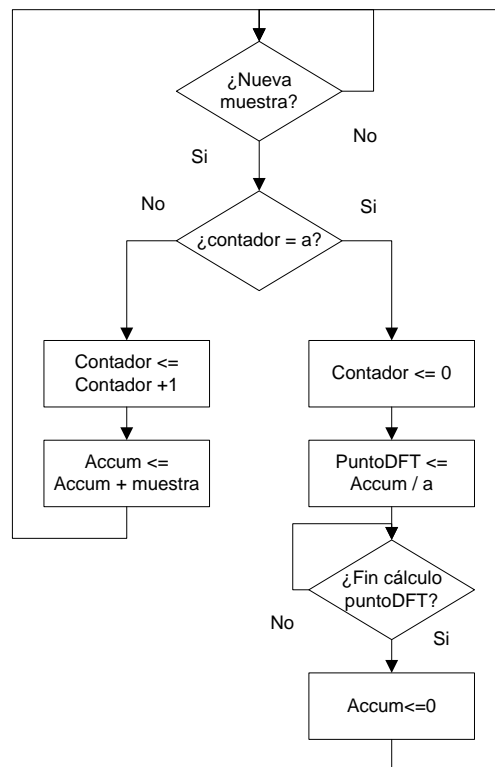 ¿Nueva
muestra?
No
Si
No
Si
¿contador = a?
Contador <=
Contador +1
Contador <= 0
Accum <=
Accum + muestra
PuntoDFT <=
Accum / a
¿Fin cálculo
puntoDFT?
No
Si
Accum<=0